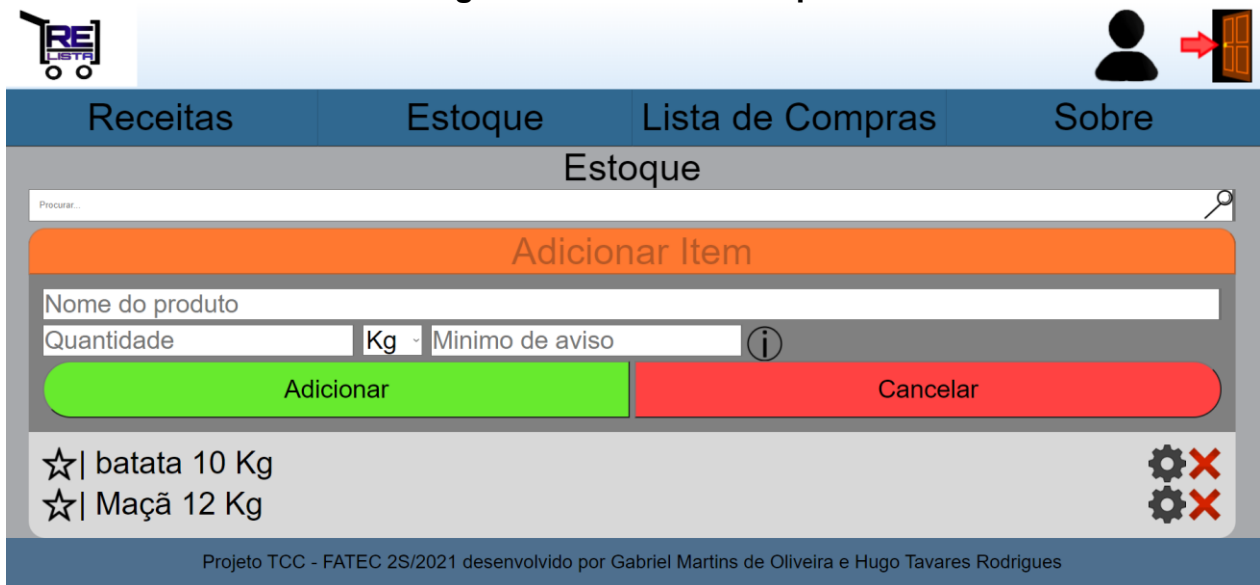 RE
LISTA
Receitas Estoque Lista de Compras Sobre
Estoque
Procurar...
Adicionar Item
Nome do produto
Quantidade Kg Minimo de aviso i
Adicionar Cancelar
| batata 10 Kg
| Maçã 12 Kg
Projeto TCC - FATEC 2S/2021 desenvolvido por Gabriel Martins de Oliveira e Hugo Tavares Rodrigues